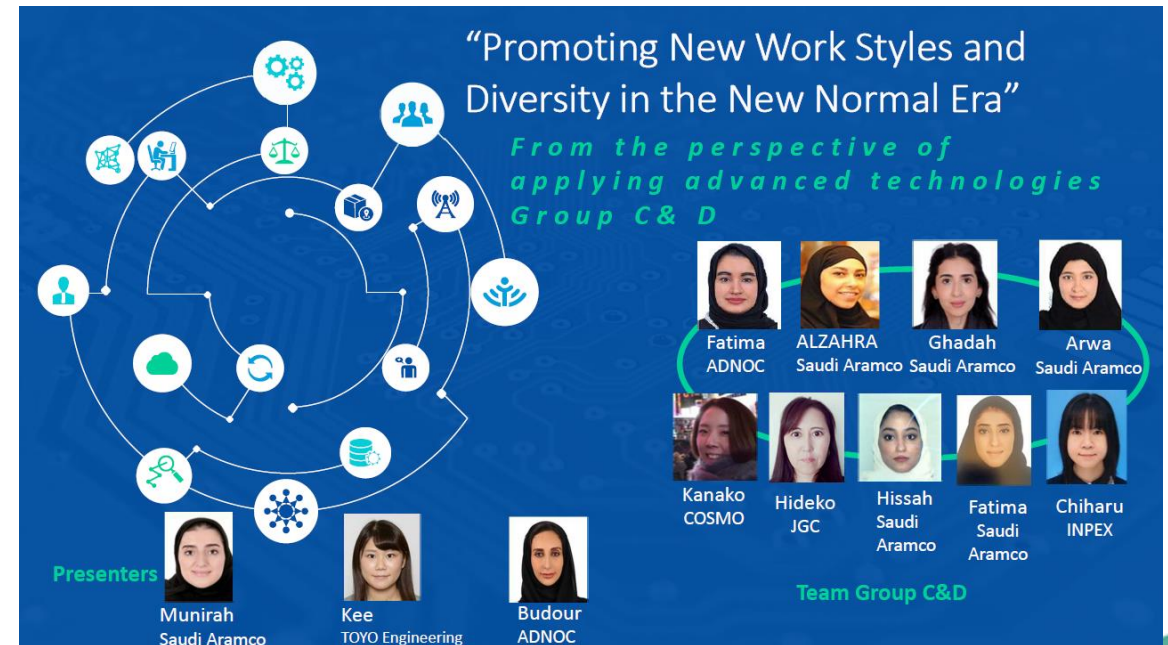 “Promoting New Work Styles and
Diversity in the New Normal Era”
From the perspective of
applying advanced technologies
Group C& D
Fatima
ADNOC
ALZAHRA
Saudi Aramco
Ghadah
Saudi Aramco
Arwa
Saudi Aramco
Kanako
COSMO
Hideko
JGC
Hissah
Saudi
Aramco
Fatima
Saudi
Aramco
Chiharu
INPEX
Team Group C&D
Presenters
Munirah
Saudi Aramco
Kee
TOYO Engineering
Budour
ADNOC